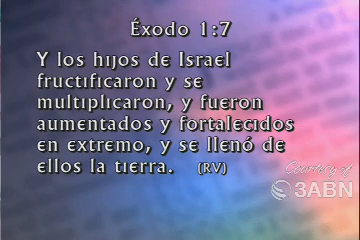 Éxodo 1:7
Y los hijos de Israel
fructificaron y se
multiplicaron, y fueron
aumentados y fortalecidos
en extremo, y se llenó de
ellos la tierra. (RV)
Courtesy of
3ABN